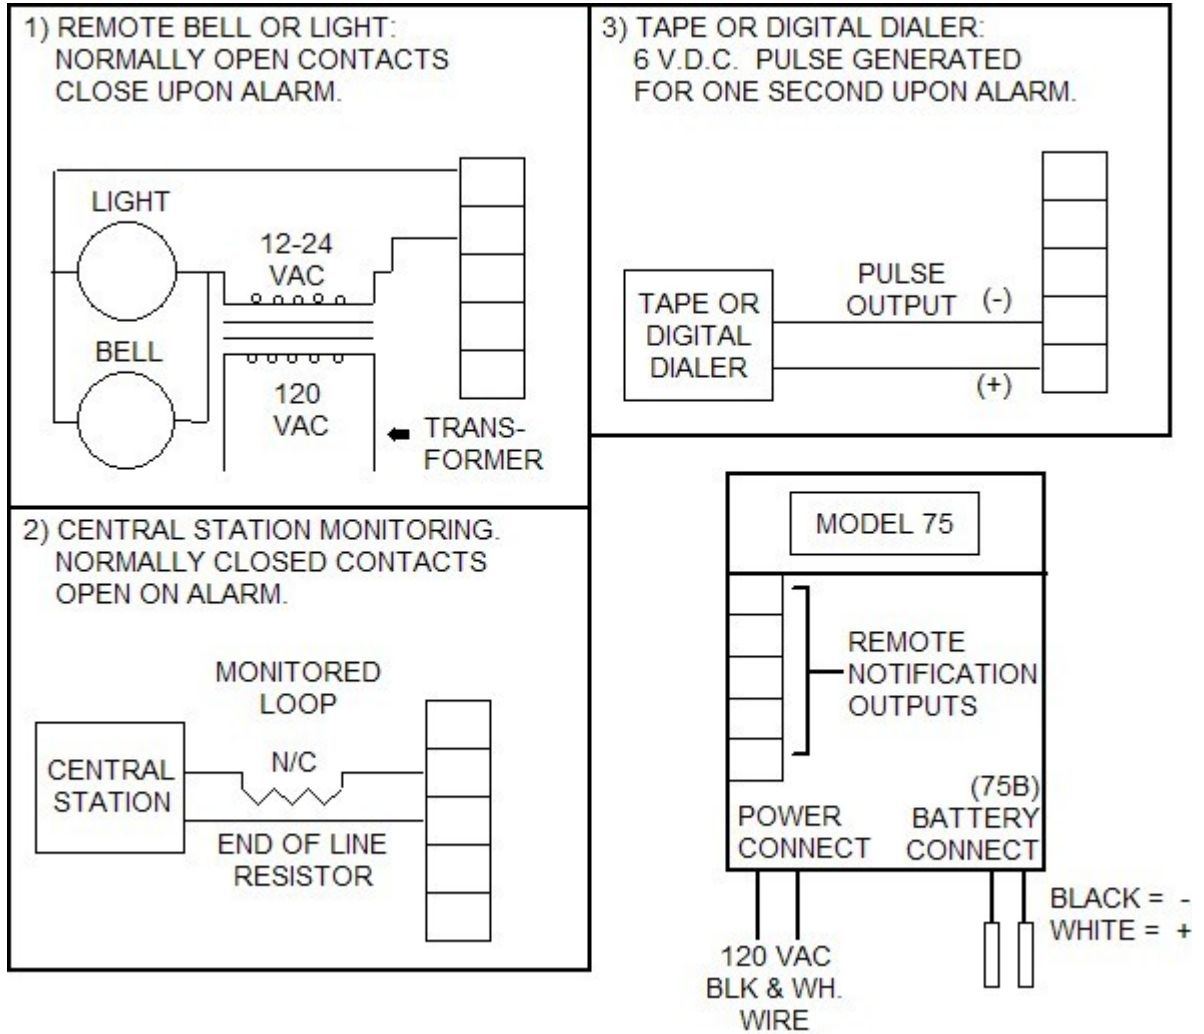 1) REMOTE BELL OR LIGHT:
NORMALLY OPEN CONTACTS
CLOSE UPON ALARM.
LIGHT
12-24
VAC
BELL
120
VAC
TRANS-
FORMER
2) CENTRAL STATION MONITORING.
NORMALLY CLOSED CONTACTS
OPEN ON ALARM.
MONITORED
LOOP
N/C
CENTRAL
STATION
END OF LINE
RESISTOR
3) TAPE OR DIGITAL DIALER:
6 V.D.C. PULSE GENERATED
FOR ONE SECOND UPON ALARM.
TAPE OR
DIGITAL
DIALER
PULSE
OUTPUT
(-)
(+)
MODEL 75
REMOTE
NOTIFICATION
OUTPUTS
POWER
CONNECT
(75B)
BATTERY
CONNECT
120 VAC
BLK & WH.
WIRE
BLACK = -
WHITE = +